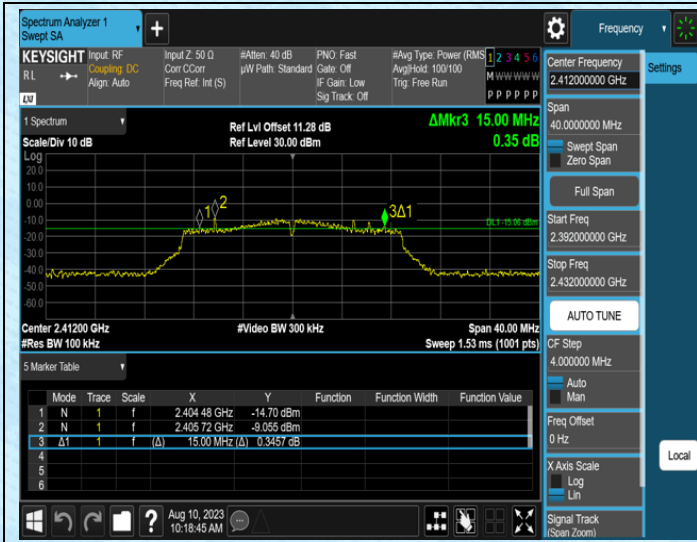 Spectrum Analyzer 1
Swept SA
+
Frequency
KEYSIGHT
RL
LXI
Input: RF
Coupling: DC
Align: Auto
Input Z: 50 Ω
Corr CCorr
Freq Ref: Int (S)
#Atten: 40 dB
µW Path: Standard
PNO: Fast
Gate: Off
IF Gain: Low
Sig Track: Off
#Avg Type: Power (RMS
Avg|Hold: 100/100
Trig: Free Run
1 2 3 4 5 6
M W W W W W
P P P P P P
1 Spectrum
Scale/Div 10 dB
Log
Ref Lvl Offset 11.28 dB
Ref Level 30.00 dBm
ΔMkr3 15.00 MHz
0.35 dB
20.0
10.0
0.00
-10.0
-20.0
-30.0
-40.0
-50.0
-60.0
1
2
3Δ1
DL1 -15.06 dBm
Center 2.41200 GHz
#Res BW 100 kHz
#Video BW 300 kHz
Span 40.00 MHz
Sweep 1.53 ms (1001 pts)
5 Marker Table
Mode Trace Scale X Y Function Function Width Function Value
1 N 1 f 2.404 48 GHz -14.70 dBm
2 N 1 f 2.405 72 GHz -9.055 dBm
3 Δ1 1 f (Δ) 15.00 MHz (Δ) 0.3457 dB
4
5
6
?
Aug 10, 2023
10:18:45 AM
Center Frequency
2.412000000 GHz
Span
40.0000000 MHz
Swept Span
Zero Span
Full Span
Start Freq
2.392000000 GHz
Stop Freq
2.432000000 GHz
AUTO TUNE
CF Step
4.000000 MHz
Auto
Man
Freq Offset
0 Hz
X Axis Scale
Log
Lin
Signal Track
(Span Zoom)
Settings
Local